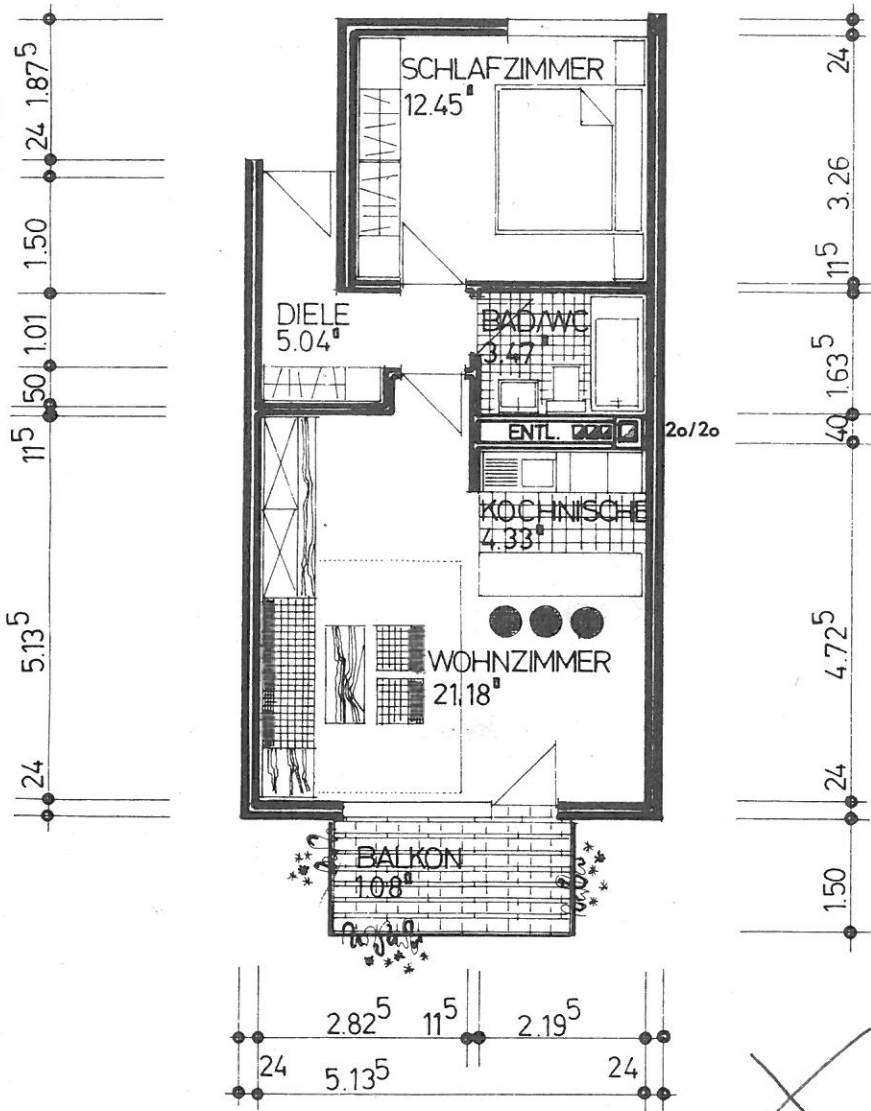 SCHLAFZIMMER
12.45
DIELE
5.04
BAD/WC
3.47
ENTL.
20/20
KOCHNISCHE
4.33
WOHNZIMMER
21,18
BALKON
1.08
1.87⁵
24
1.50
1.01
50
11⁵
5.13⁵
24
24
3.26
11⁵
1.63⁵
40
4.72⁵
24
1.50
2.82⁵ 11⁵ 2.19⁵
24 5.13⁵ 24